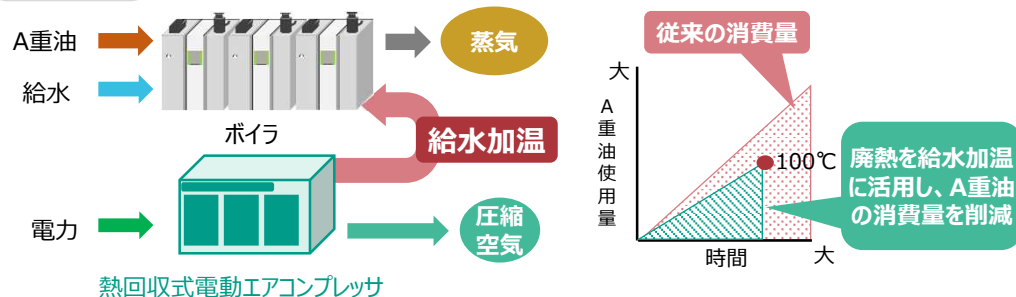 A重油
給水
ボイラ
蒸気
給水加温
電力
圧縮
空気
熱回収式電動エアコンプレッサ
従来の消費量
大
A重油使用量
100℃
廃熱を給水加温
に活用し、A重油
の消費量を削減
時間
大